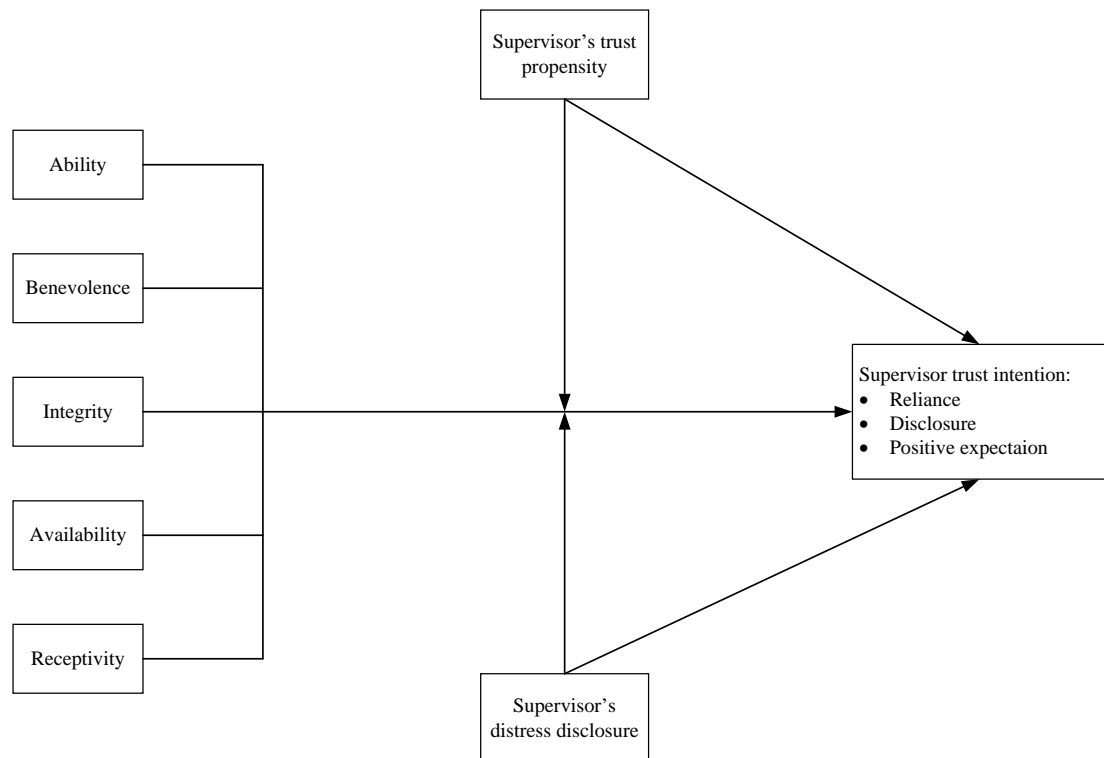 Supervisor’s trust
propensity
Ability
Benevolence
Integrity
Availability
Receptivity
Supervisor trust intention:
● Reliance
● Disclosure
● Positive expectaion
Supervisor’s
distress disclosure